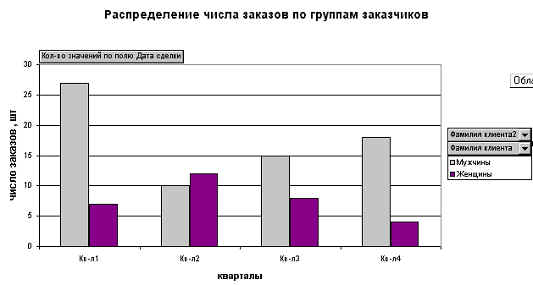 Распределение числа заказов по группам заказчиков
Кол-во значений по полю Дата сделки
30
25
20
15
10
5
0
число заказов, шт
Кв-л1
Кв-л2
Кв-л3
Кв-л4
кварталы
Обла
Фамилия клиента2
Фамилия клиента
Мужчины
Женщины